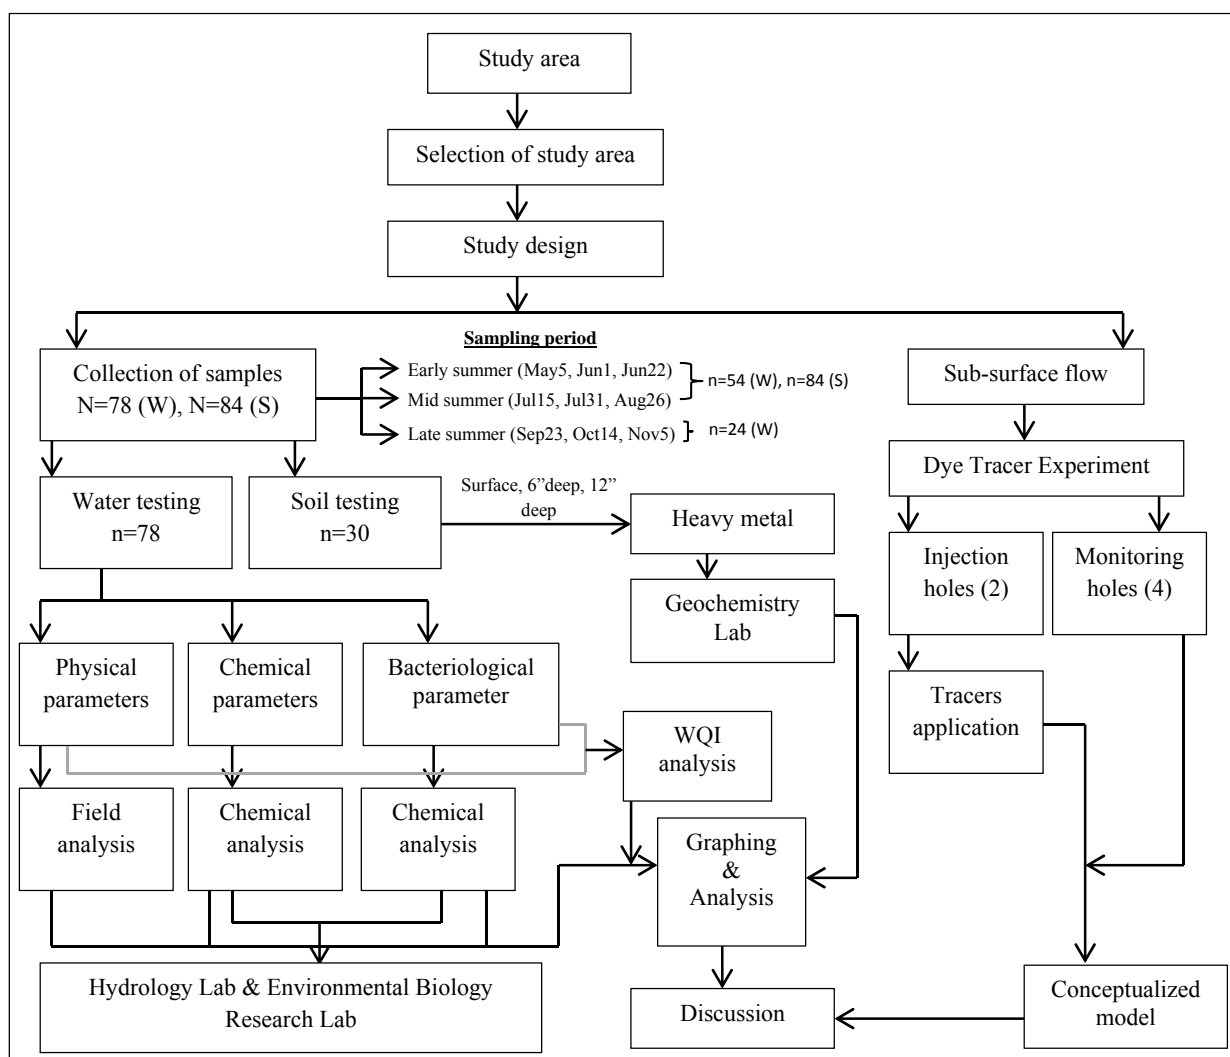 Study area
Selection of study area
Study design
Collection of samples
N=78 (W), N=84 (S)
Sampling period
Early summer (May5, Jun1, Jun22)
Mid summer (Jul15, Jul31, Aug26)
n=54 (W), n=84 (S)
Late summer (Sep23, Oct14, Nov5)
n=24 (W)
Sub-surface flow
Dye Tracer Experiment
Water testing
n=78
Soil testing
n=30
Surface, 6”deep, 12”
deep
Heavy metal
Geochemistry
Lab
Injection
holes (2)
Monitoring
holes (4)
Physical
parameters
Chemical
parameters
Bacteriological
parameter
WQI
analysis
Tracers
application
Field
analysis
Chemical
analysis
Chemical
analysis
Graphing
&
Analysis
Hydrology Lab & Environmental Biology
Research Lab
Discussion
Conceptualized
model